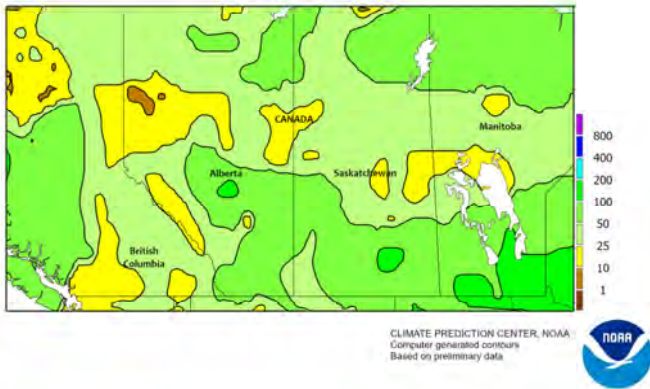 CANADA
Manitoba
Alberta
Saskatchewan
British
Columbia
800
400
200
100
50
25
10
1
CLIMATE PREDICTION CENTER, NOAA
Computer generated contours
Based on preliminary data
NOAA